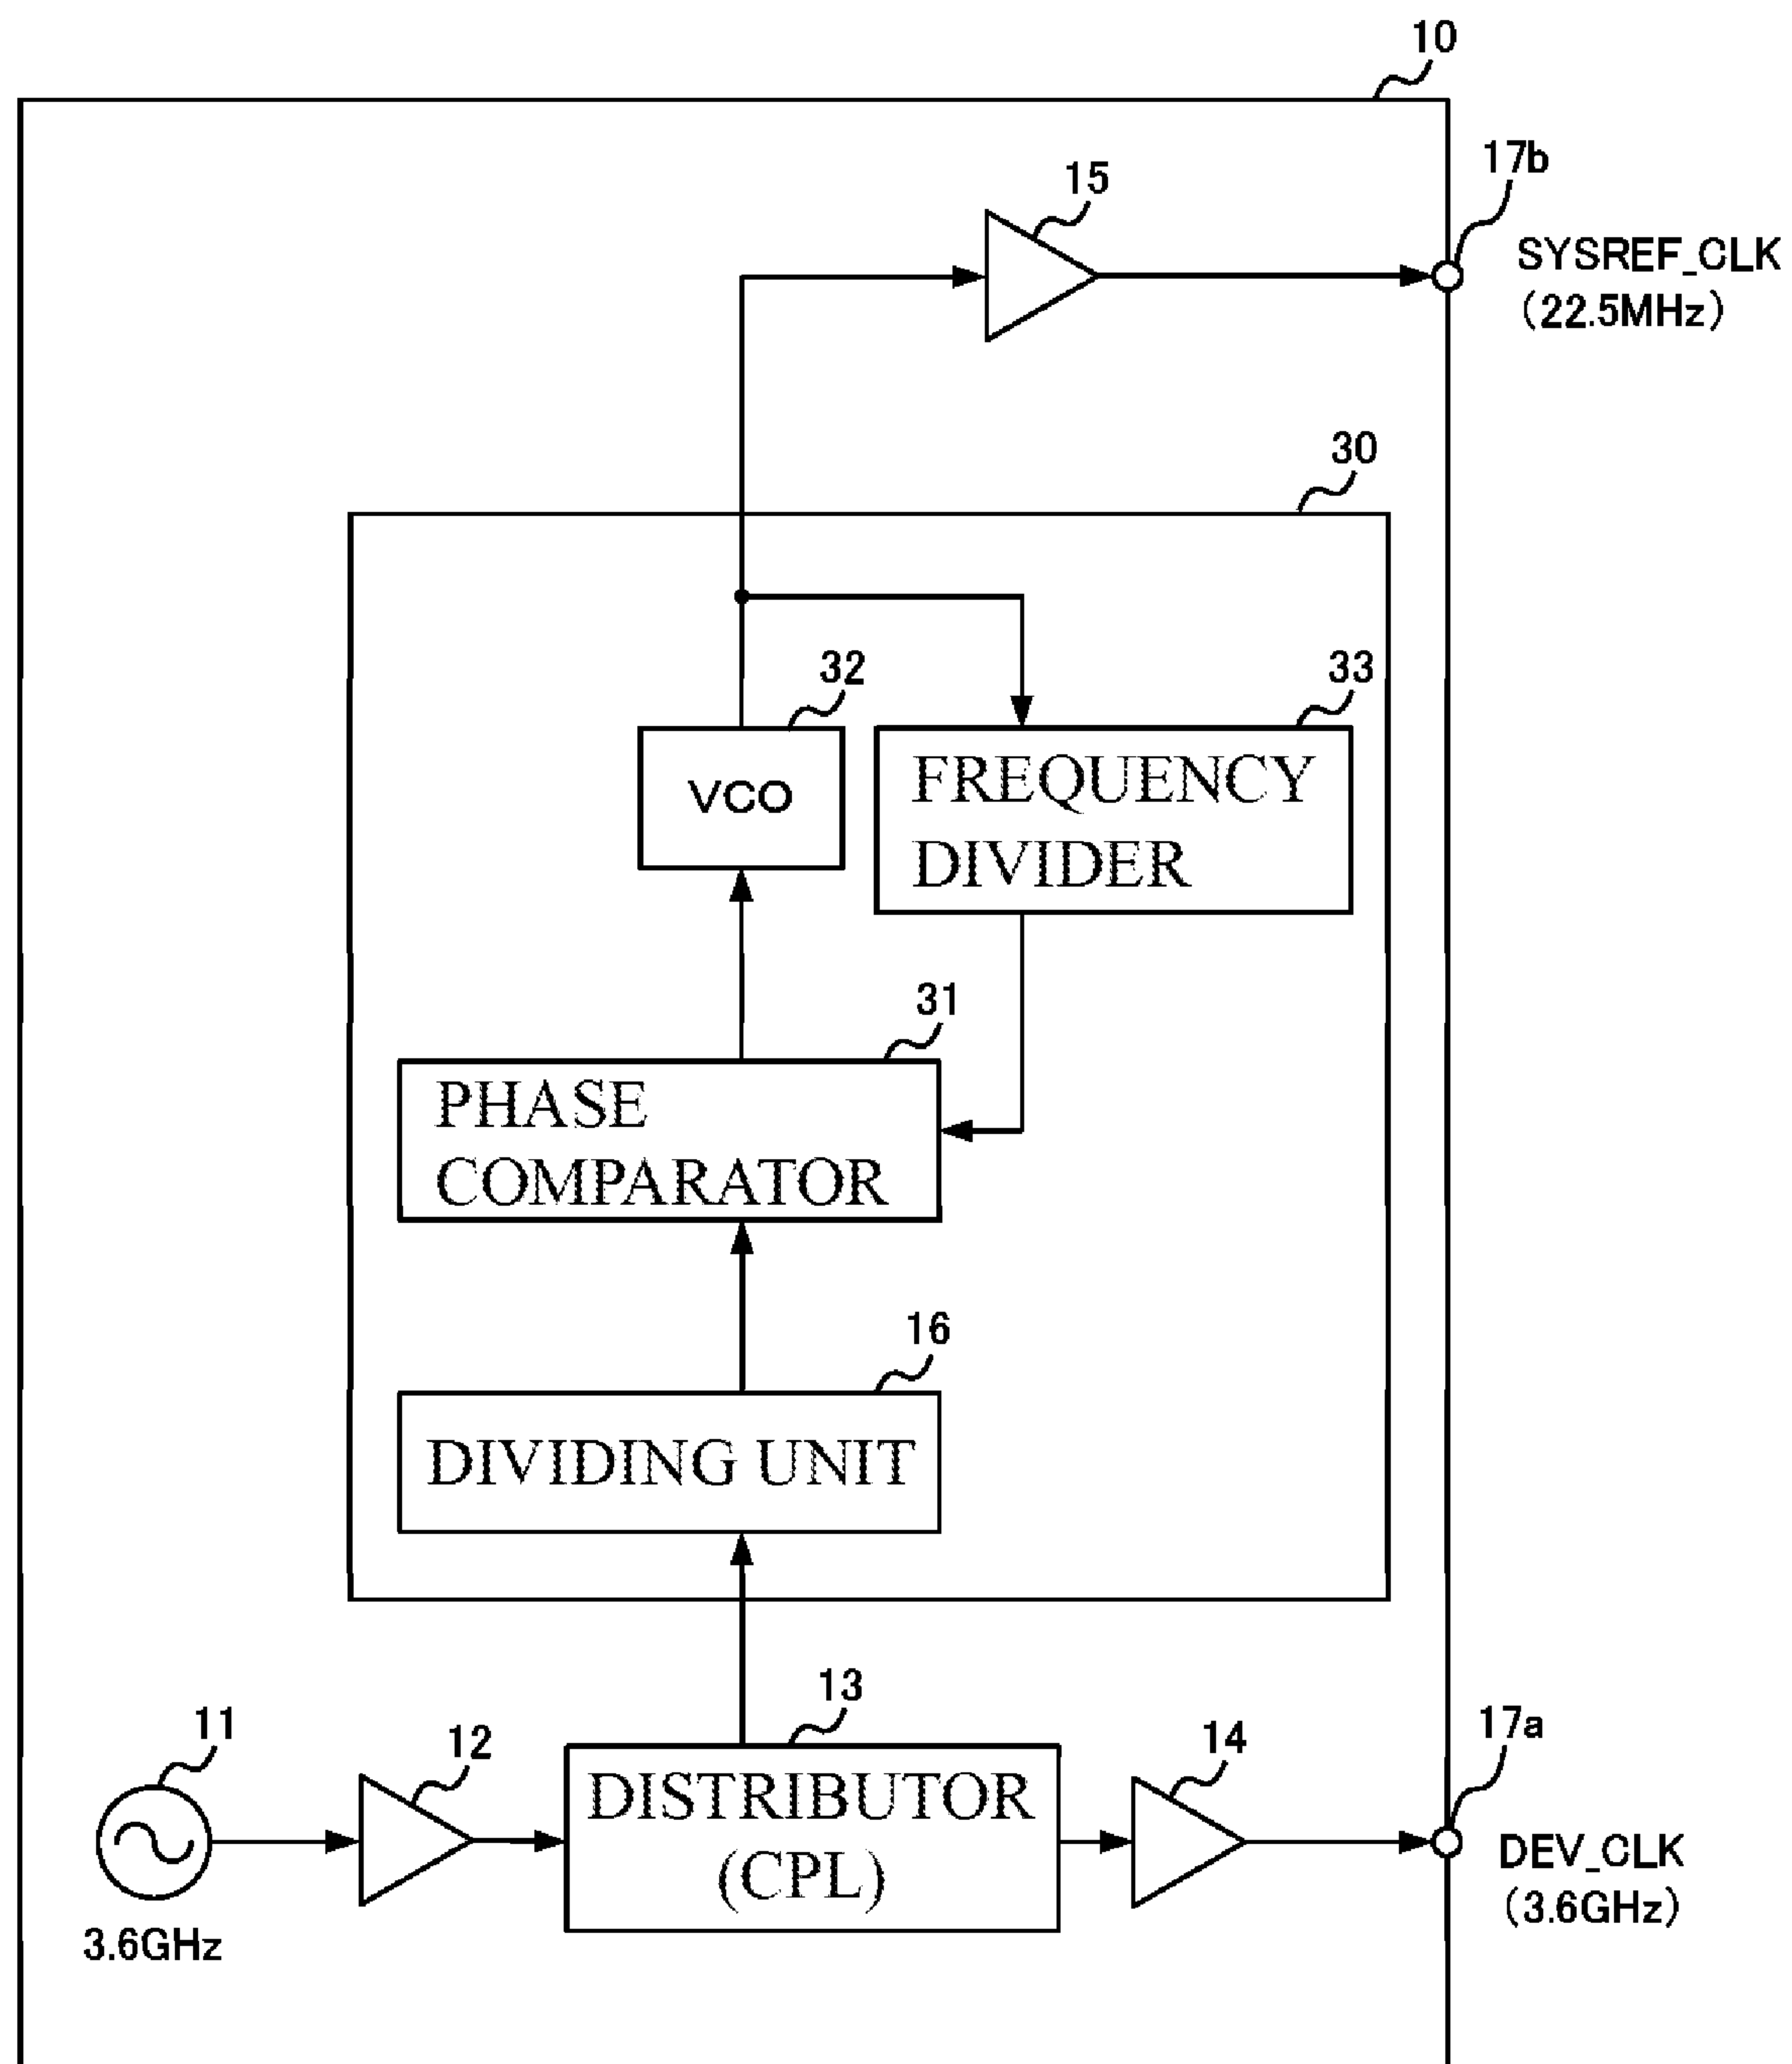 10
17b
15
SYSREF_CLK
(22.5MHz)
30
32
33
VCO
FREQUENCY
DIVIDER
31
PHASE
COMPARATOR
16
DIVIDING UNIT
13
11
12
14
17a
DISTRIBUTOR
(CPL)
DEV_CLK
(3.6GHz)
3.6GHz